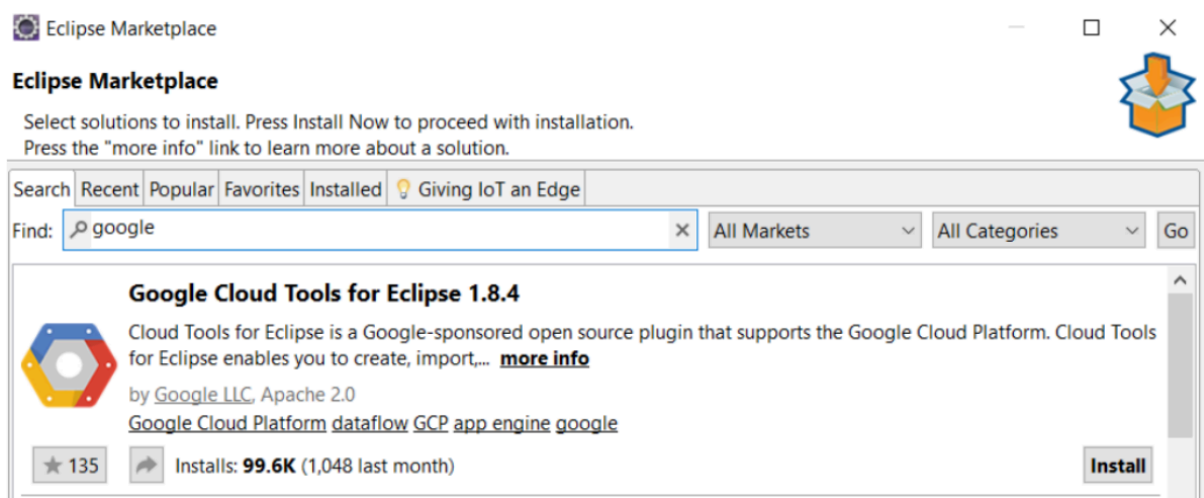 Eclipse Marketplace
Eclipse Marketplace
Select solutions to install. Press Install Now to proceed with installation.
Press the "more info" link to learn more about a solution.
Search Recent Popular Favorites Installed Giving IoT an Edge
Find: google All Markets All Categories Go
Google Cloud Tools for Eclipse 1.8.4
Cloud Tools for Eclipse is a Google-sponsored open source plugin that supports the Google Cloud Platform. Cloud Tools
for Eclipse enables you to create, import,... more info
by Google LLC, Apache 2.0
Google Cloud Platform dataflow GCP app engine google
135 Installs: 99.6K (1,048 last month) Install